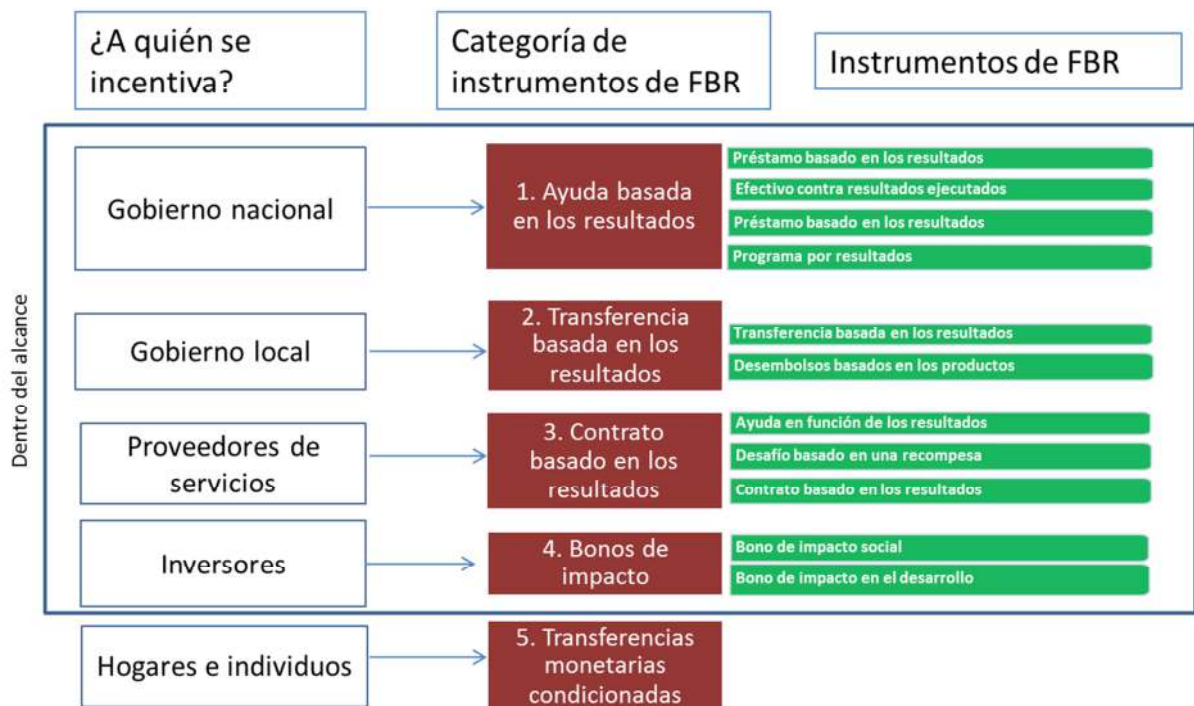 ¿A quién se
incentiva?
Categoría de
instrumentos de FBR
Instrumentos de FBR
Dentro del alcance
Gobierno nacional
1. Ayuda basada
en los resultados
Préstamo basado en los resultados
Efectivo contra resultados ejecutados
Préstamo basado en los resultados
Programa por resultados
Gobierno local
2. Transferencia
basada en los
resultados
Transferencia basada en los resultados
Desembolsos basados en los productos
Proveedores de
servicios
3. Contrato
basado en los
resultados
Ayuda en función de los resultados
Desafío basado en una recompesa
Contrato basado en los resultados
Inversores
4. Bonos de
impacto
Bono de impacto social
Bono de impacto en el desarrollo
Hogares e individuos
5. Transferencias
monetarias
condicionadas